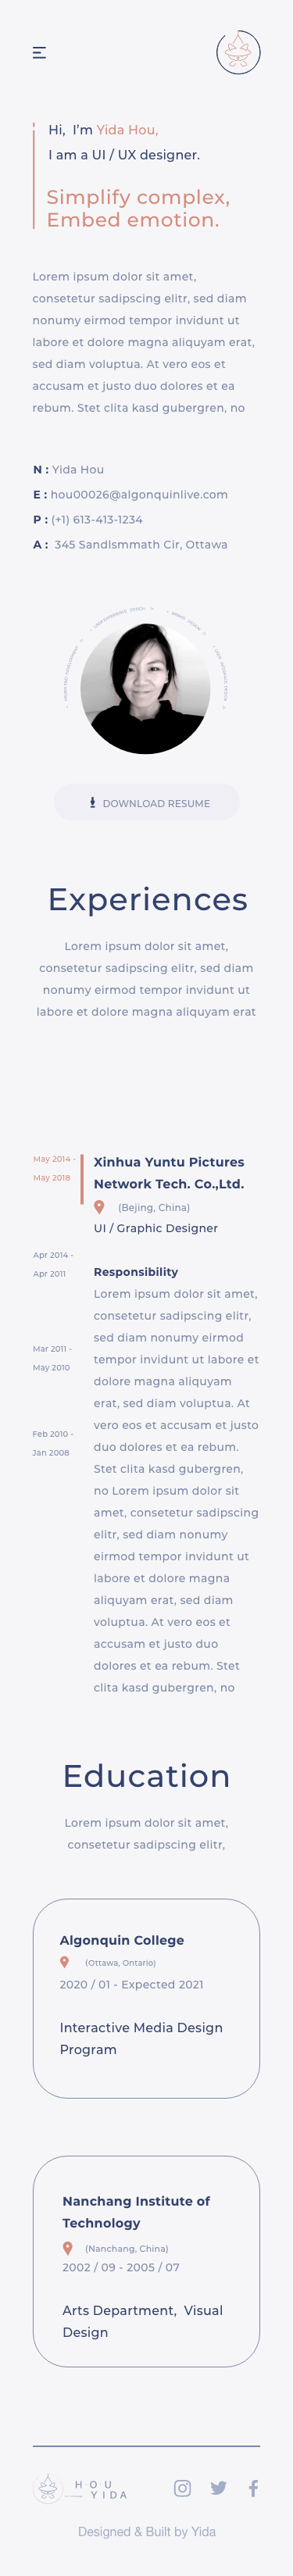 Hi, I'm Yida Hou,
I am a UI / UX designer.
Simplify complex,
Embed emotion.
Lorem ipsum dolor sit amet,
consetetur sadipscing elitr, sed diam
nonumy eirmod tempor invidunt ut
labore et dolore magna aliquyam erat,
sed diam voluptua. At vero eos et
accusam et justo duo dolores et ea
rebum. Stet clita kasd gubergren, no
N : Yida Hou
E : hou00026@algonquinlive.com
P : (+1) 613-413-1234
A : 345 Sandlsmmath Cir, Ottawa
DOWNLOAD RESUME
Experiences
Lorem ipsum dolor sit amet,
consetetur sadipscing elitr, sed diam
nonumy eirmod tempor invidunt ut
labore et dolore magna aliquyam erat
May 2014 -
May 2018
Apr 2014 -
Apr 2011
Mar 2011 -
May 2010
Feb 2010 -
Jan 2008
Xinhua Yuntu Pictures
Network Tech. Co.,Ltd.
(Bejing, China)
UI / Graphic Designer
Responsibility
Lorem ipsum dolor sit amet,
consetetur sadipscing elitr,
sed diam nonumy eirmod
tempor invidunt ut labore et
dolore magna aliquyam
erat, sed diam voluptua. At
vero eos et accusam et justo
duo dolores et ea rebum.
Stet clita kasd gubergren,
no Lorem ipsum dolor sit
amet, consetetur sadipscing
elitr, sed diam nonumy
eirmod tempor invidunt ut
labore et dolore magna
aliquyam erat, sed diam
voluptua. At vero eos et
accusam et justo duo
dolores et ea rebum. Stet
clita kasd gubergren, no
Education
Lorem ipsum dolor sit amet,
consetetur sadipscing elitr,
Algonquin College
(Ottawa, Ontario)
2020 / 01 - Expected 2021
Interactive Media Design
Program
Nanchang Institute of
Technology
(Nanchang, China)
2002 / 09 - 2005 / 07
Arts Department, Visual
Design
HOU
YIDA
Designed & Built by Yida